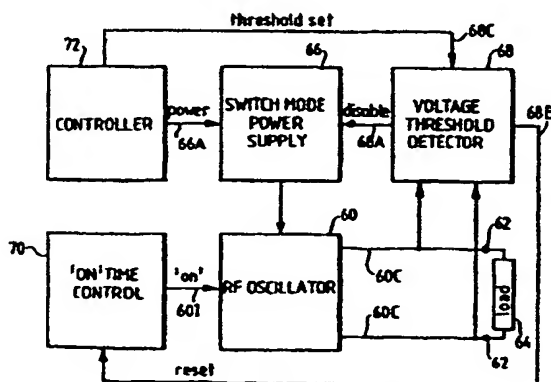 threshold set
68C
72
66
68
CONTROLLER
power
66A
SWITCH MODE
POWER
SUPPLY
disable
68A
VOLTAGE
THRESHOLD
DETECTOR
68B
60
62
70
'ON' TIME
CONTROL
'on'
60I
RF OSCILLATOR
60C
60C
load
64
62
reset